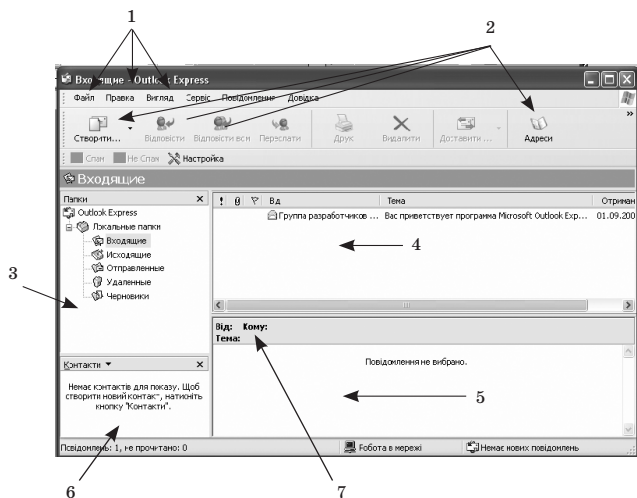 1
2
Входящие - Outlook Express
Файл Правка Вигляд Сервіс Повідомлення Довідка
Створити... Відповісти Відповісти всім Переслати Друк Видалити Доставити ... Адреси »
Спам Не Спам Настройка
Входящие
Папки ×
Outlook Express
Локальные папки
Входящие
Исходящие
Отправленные
Удаленные
Черновики
! Від Тема Отриман
Группа разработчиков ... Вас приветствует программа Microsoft Outlook Exp... 01.09.200
3
4
Від: Кому:
Тема:
Повідомлення не вибрано.
5
Контакти ×
Немає контактів для показу. Щоб
створити новий контакт, натисніть
кнопку "Контакти".
Повідомлень: 1, не прочитано: 0 Робота в мережі Немає нових повідомлень
6
7